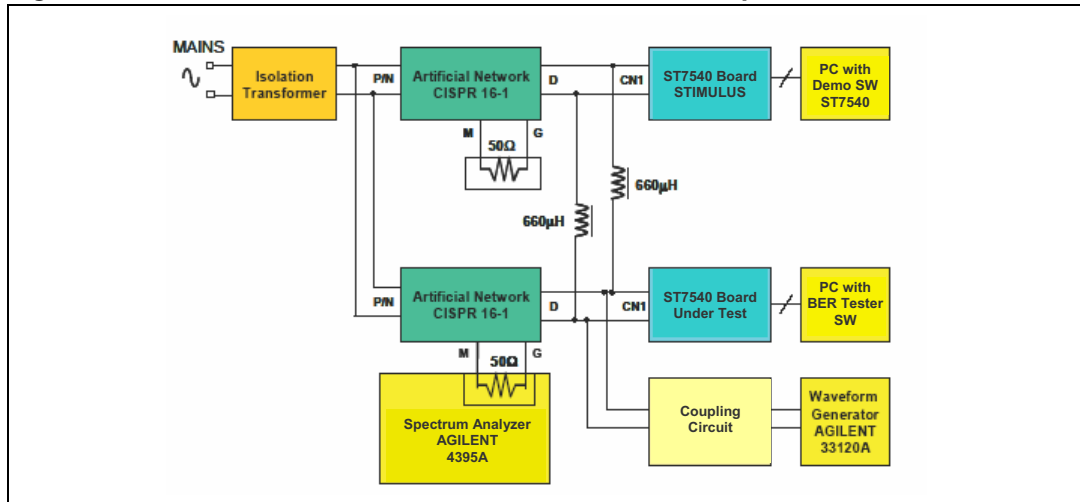 MAINS
Isolation
Transformer
P/N
Artificial Network
CISPR 16-1
D
CN1
ST7540 Board
STIMULUS
PC with
Demo SW
ST7540
M
G
50Ω
660µH
660µH
P/N
Artificial Network
CISPR 16-1
D
CN1
ST7540 Board
Under Test
PC with
BER Tester
SW
M
G
50Ω
Spectrum Analyzer
AGILENT
4395A
Coupling
Circuit
Waveform
Generator
AGILENT
33120A